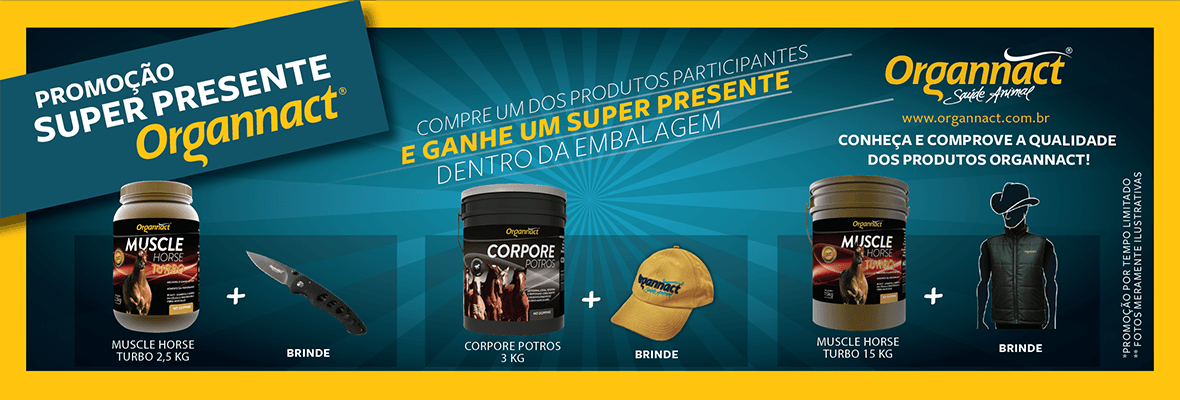 PROMOÇÃO
SUPER PRESENTE
Organnact®
COMPRE UM DOS PRODUTOS PARTICIPANTES
E GANHE UM SUPER PRESENTE
DENTRO DA EMBALAGEM
Organnact®
Saúde Animal
www.organnact.com.br
CONHEÇA E COMPROVE A QUALIDADE
DOS PRODUTOS ORGANNACT!
Organnact
MUSCLE
HORSE
TURBO
+
MUSCLE HORSE
TURBO 2,5 KG
BRINDE
Organnact
CORPORE
POTROS
+
Organnact
CORPORE POTROS
3 KG
BRINDE
Organnact
MUSCLE
HORSE
TURBO
+
MUSCLE HORSE
TURBO 15 KG
BRINDE
*PROMOÇÃO POR TEMPO LIMITADO
** FOTOS MERAMENTE ILUSTRATIVAS